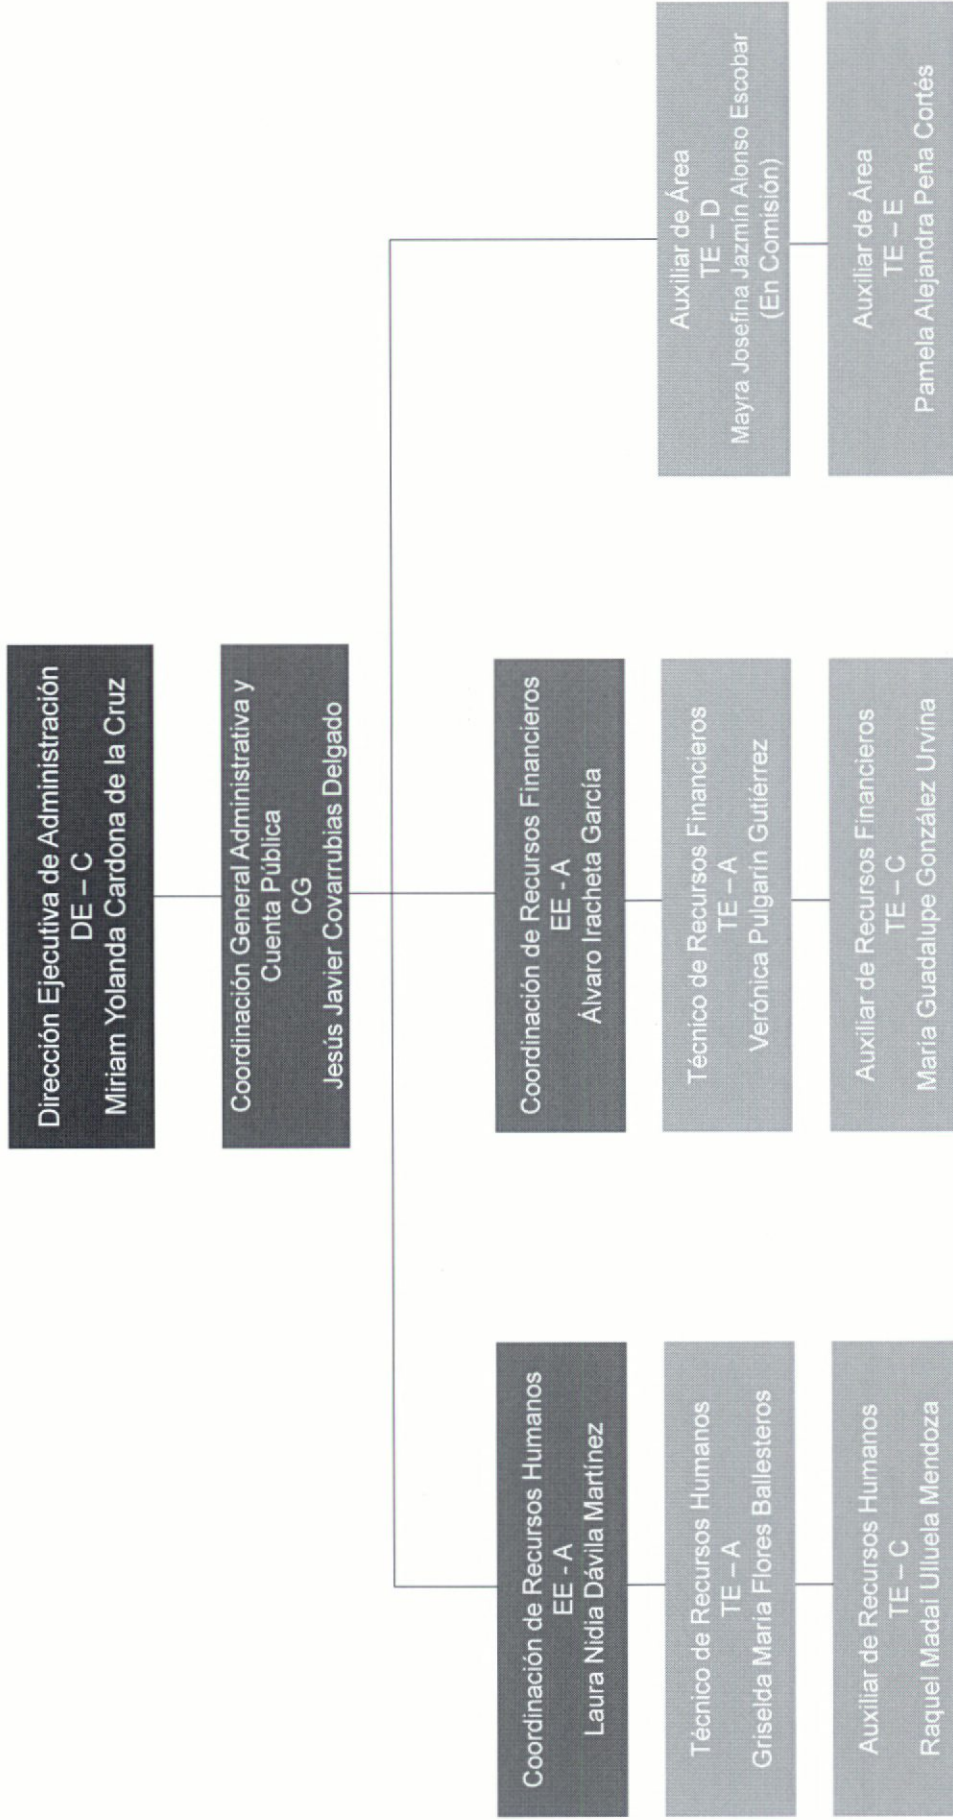 Dirección Ejecutiva de Administración
DE – C
Miriam Yolanda Cardona de la Cruz
Coordinación General Administrativa y
Cuenta Pública
CG
Jesús Javier Covarrubias Delgado
Coordinación de Recursos Humanos
EE - A
Laura Nidia Dávila Martínez
Técnico de Recursos Humanos
TE – A
Griselda María Flores Ballesteros
Auxiliar de Recursos Humanos
TE – C
Raquel Madaí Ulluela Mendoza
Coordinación de Recursos Financieros
EE - A
Álvaro Iracheta García
Técnico de Recursos Financieros
TE – A
Verónica Pulgarín Gutiérrez
Auxiliar de Recursos Financieros
TE – C
María Guadalupe González Urvina
Auxiliar de Área
TE – D
Mayra Josefina Jazmín Alonso Escobar
(En Comisión)
Auxiliar de Área
TE – E
Pamela Alejandra Peña Cortés